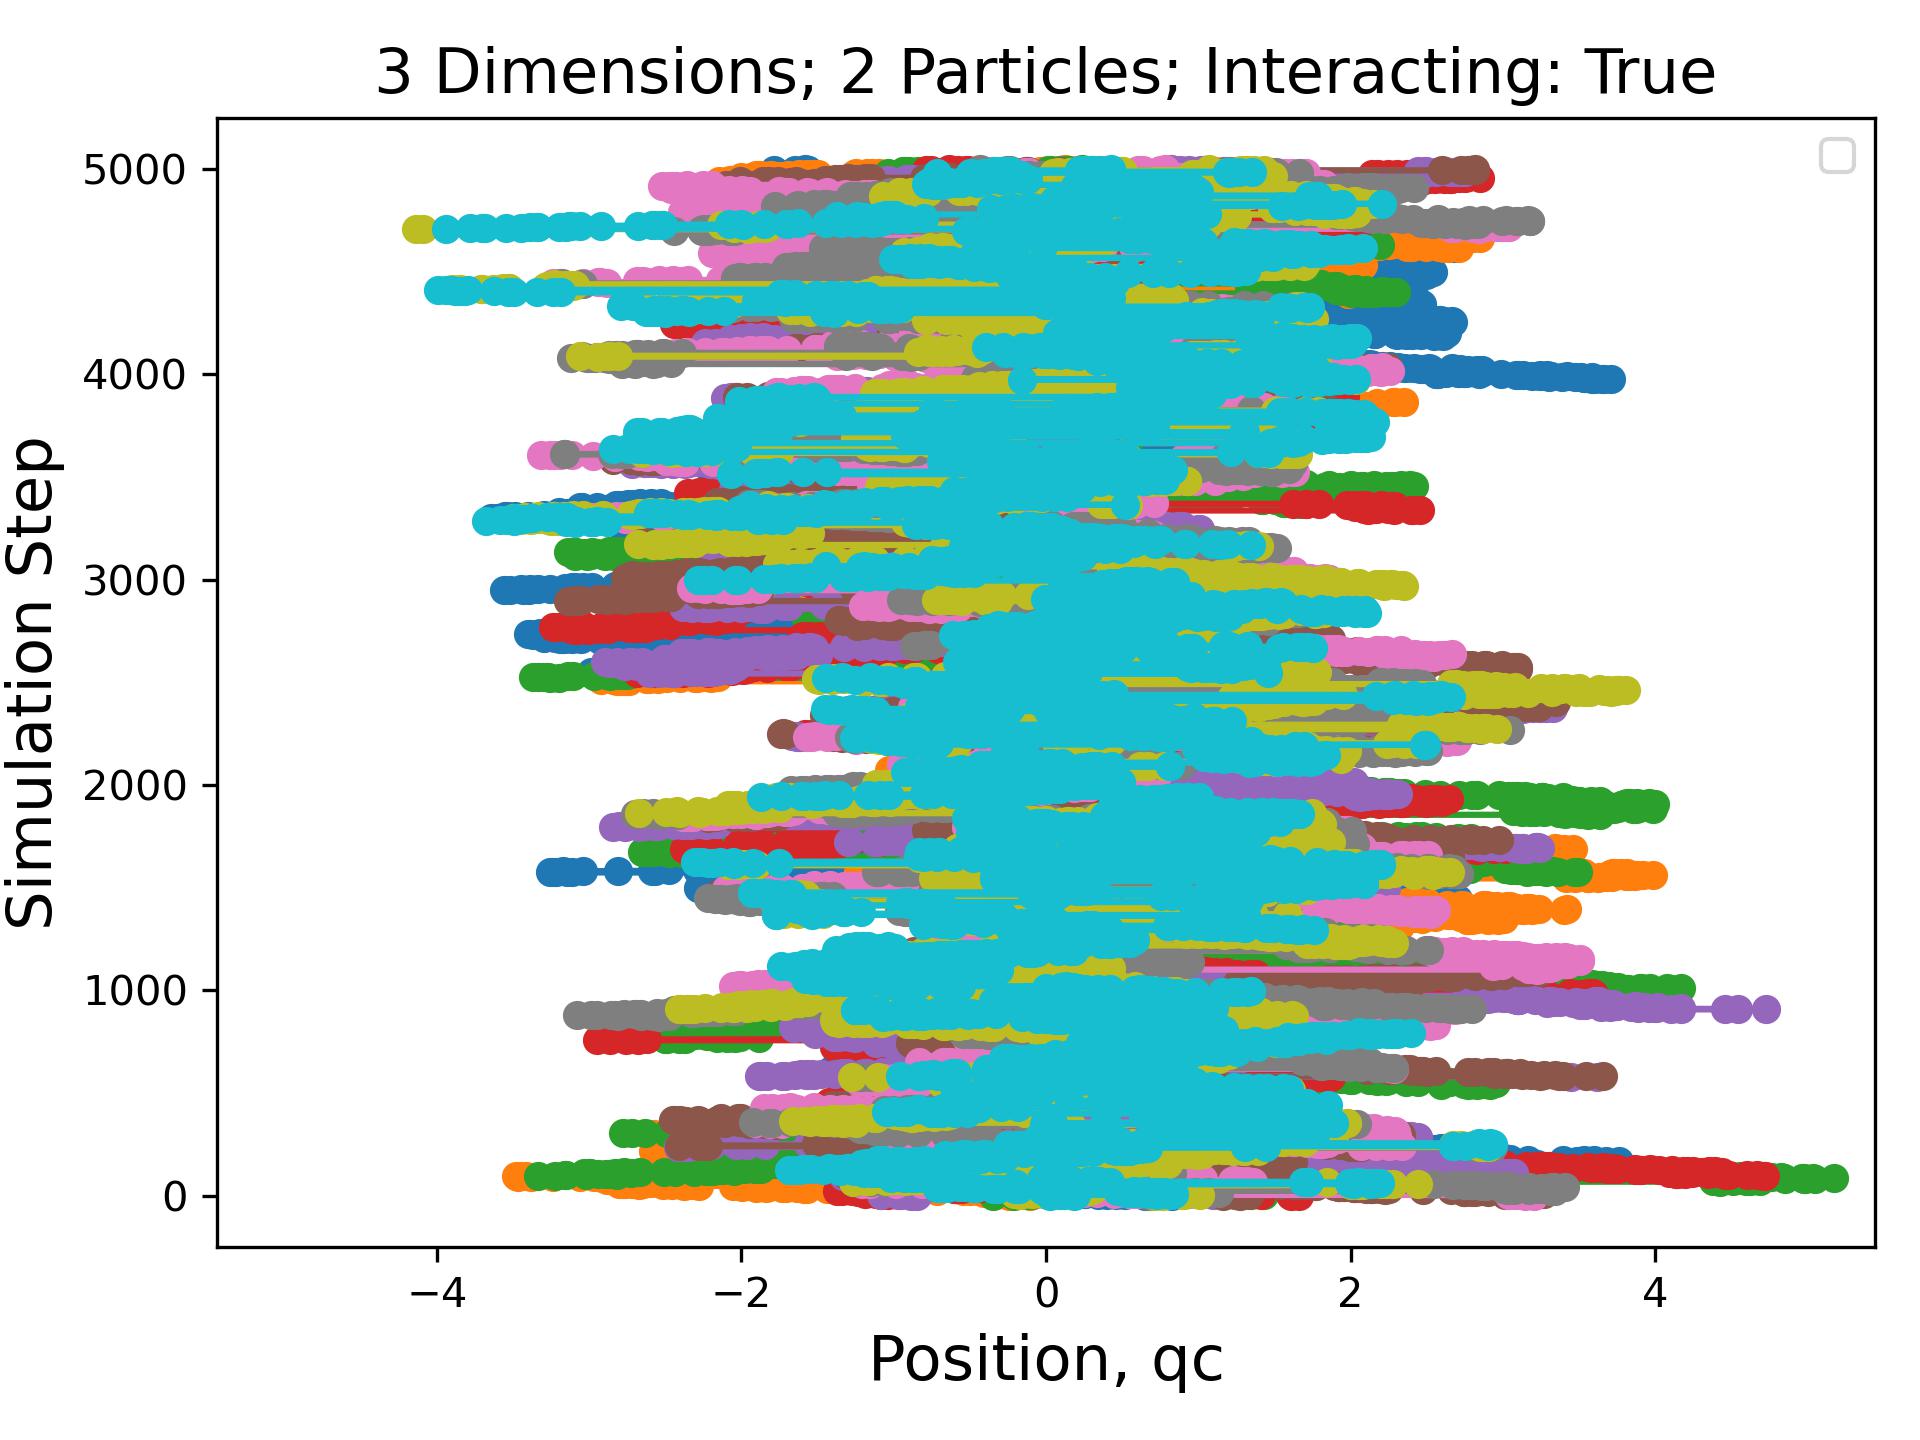 3 Dimensions; 2 Particles; Interacting: True
Simulation Step
5000
4000
3000
2000
1000
0
−4 −2 0 2 4
Position, qc